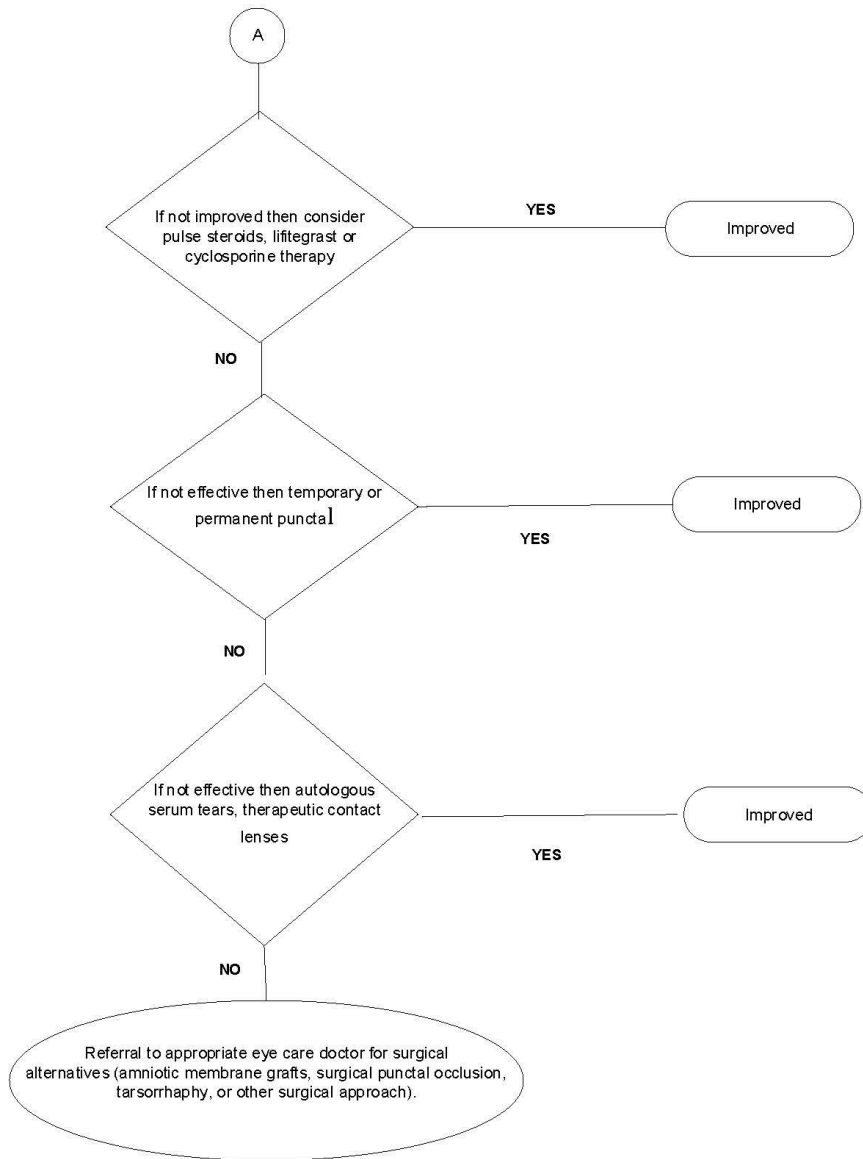 A
If not improved then consider
pulse steroids, lifitegrast or
cyclosporine therapy
YES
Improved
NO
If not effective then temporary or
permanent punctal
YES
Improved
NO
If not effective then autologous
serum tears, therapeutic contact
lenses
YES
Improved
NO
Referral to appropriate eye care doctor for surgical
alternatives (amniotic membrane grafts, surgical punctal occlusion,
tarsorrhaphy, or other surgical approach).